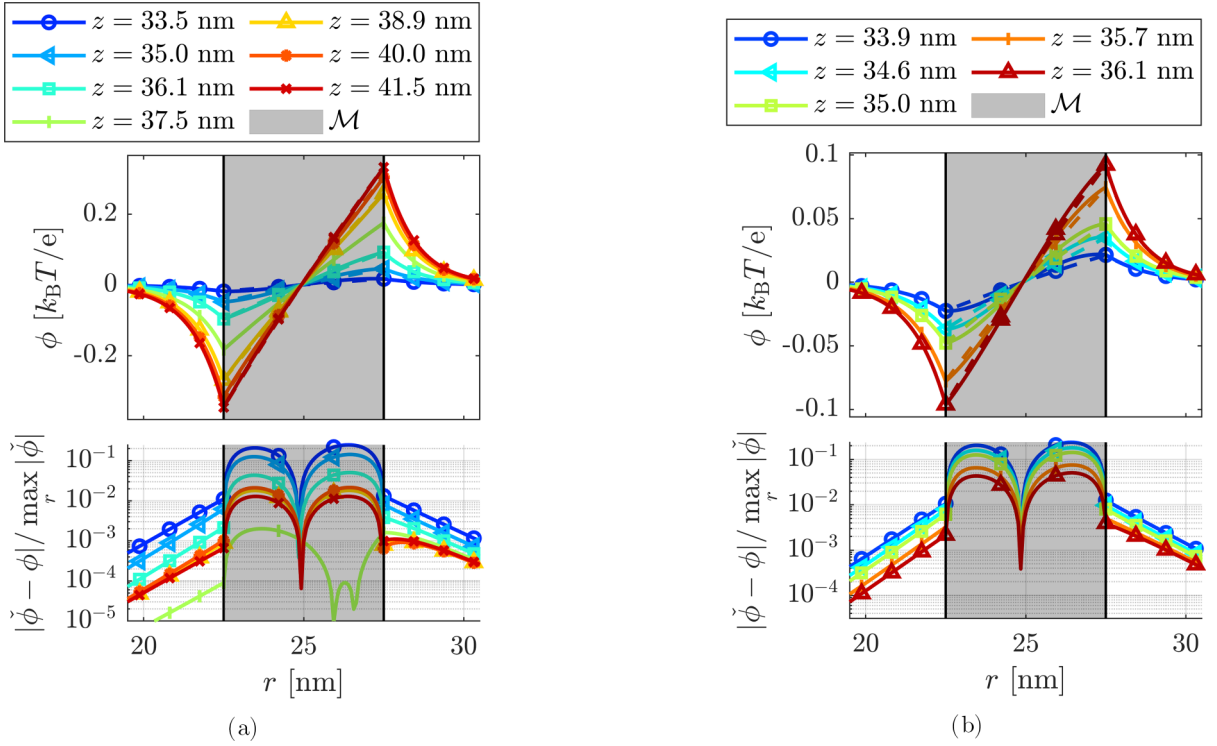 z = 33.5 nm
z = 38.9 nm
z = 35.0 nm
z = 40.0 nm
z = 36.1 nm
z = 41.5 nm
z = 37.5 nm
ℳ
0.2
0
-0.2
ϕ [k_BT/e]
10^-1
10^-2
10^-3
10^-4
10^-5
|ϕ̌ − ϕ|/ max_r |ϕ̌|
20
25
30
r [nm]
(a)
z = 33.9 nm
z = 35.7 nm
z = 34.6 nm
z = 36.1 nm
z = 35.0 nm
ℳ
0.1
0.05
0
-0.05
-0.1
ϕ [k_BT/e]
10^-1
10^-2
10^-3
10^-4
|ϕ̌ − ϕ|/ max_r |ϕ̌|
20
25
30
r [nm]
(b)